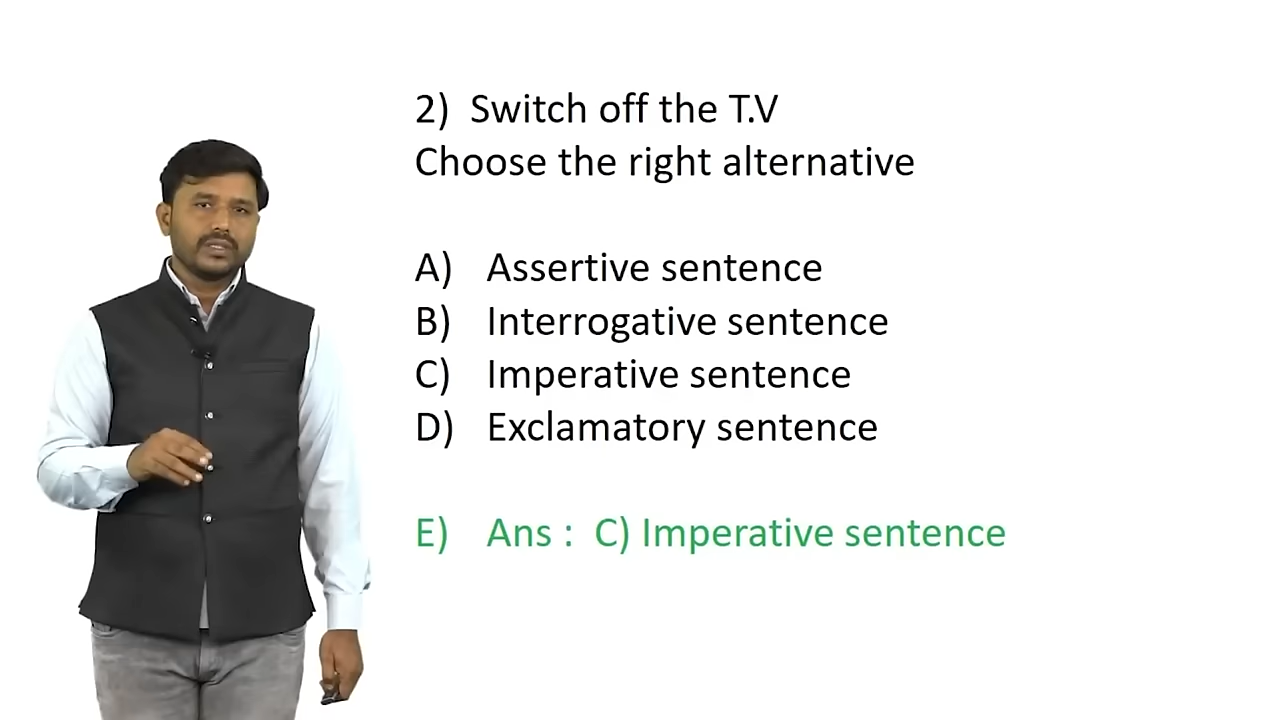 2) Switch off the T.V
Choose the right alternative
A) Assertive sentence
B) Interrogative sentence
C) Imperative sentence
D) Exclamatory sentence
E) Ans : C) Imperative sentence